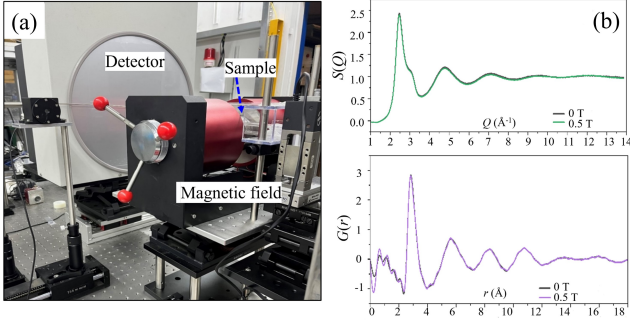 (a)
Detector
Sample
Magnetic field
(b)
S(Q)
2.5
2.0
1.5
1.0
0.5
0.0
Q (Å⁻¹)
0 T
0.5 T
1 2 3 4 5 6 7 8 9 10 11 12 13 14
G(r)
3
2
1
0
-1
r (Å)
0 T
0.5 T
0 2 4 6 8 10 12 14 16 18